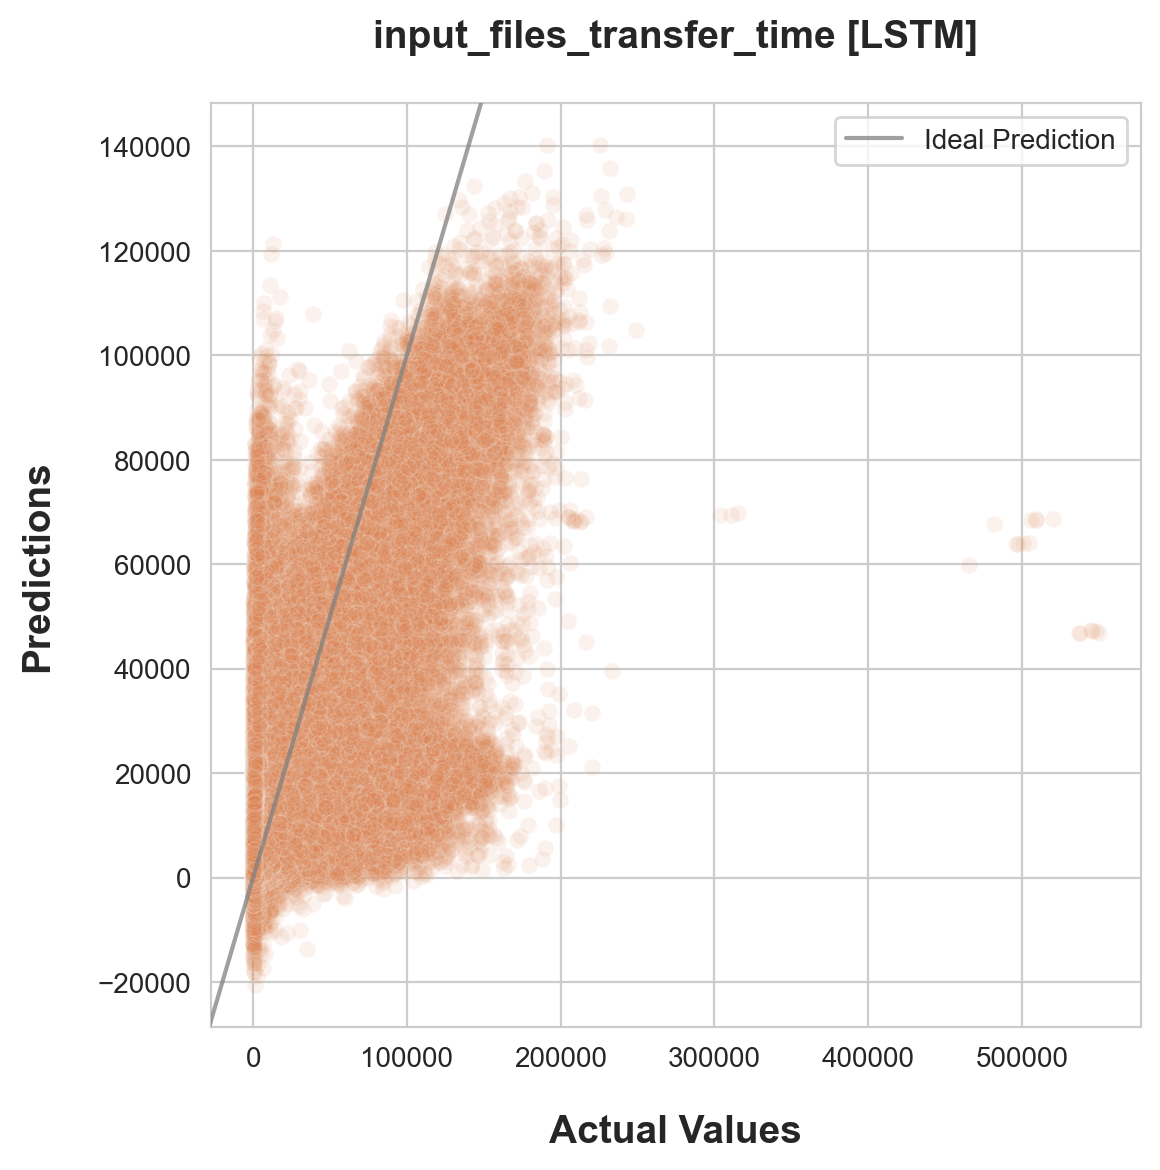 input_files_transfer_time [LSTM]
Ideal Prediction
140000
120000
100000
80000
60000
40000
20000
0
−20000
Predictions
0 100000 200000 300000 400000 500000
Actual Values